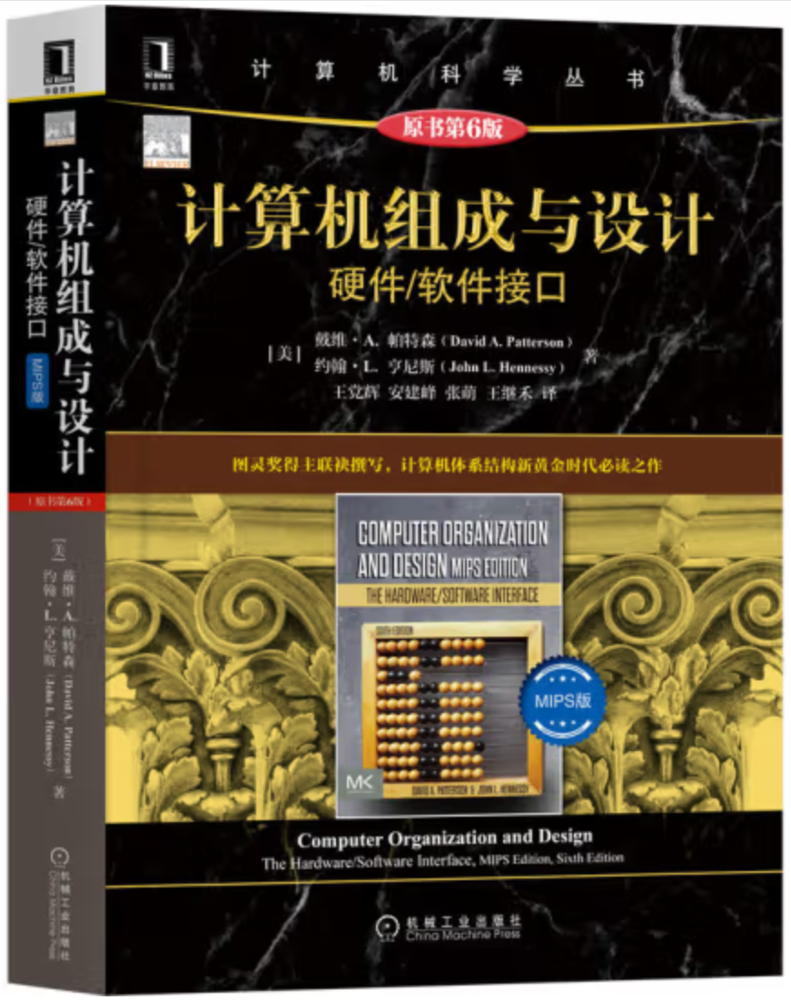 计算机组成与设计
硬件/软件接口
MIPS版
(原书第6版)
[美]
戴维·A.帕特森(David A. Patterson)
约翰·L.亨尼斯(John L. Hennessy)
著
机械工业出版社
China Machine Press
华章教育
计算机科学丛书
原书第6版
ELSEVIER
计算机组成与设计
硬件/软件接口
[美]
戴维·A. 帕特森(David A. Patterson)
约翰·L. 亨尼斯(John L. Hennessy)
著
王党辉 安建峰 张萌 王继禾 译
图灵奖得主联袂撰写,计算机体系结构新黄金时代必读之作
COMPUTER ORGANIZATION
AND DESIGN MIPS EDITION
THE HARDWARE/SOFTWARE INTERFACE
SIXTH EDITION
MIPS版
MK
DAVID A. PATTERSON & JOHN L. HENNESSY
Computer Organization and Design
The Hardware/Software Interface, MIPS Edition, Sixth Edition
机械工业出版社
China Machine Press